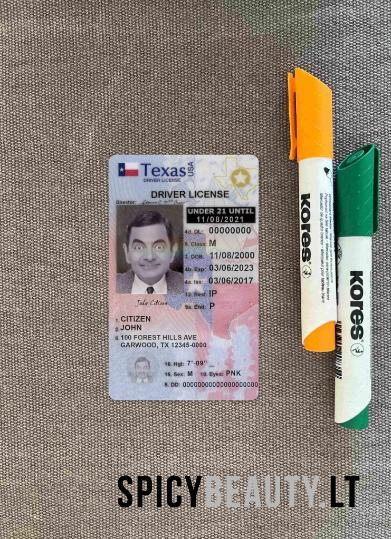 Texas USA
DRIVER LICENSE
DRIVER LICENSE
Director:
UNDER 21 UNTIL
11/08/2021
4d. DL: 00000000
9. Class: M
3. DOB: 11/08/2000
4b. Exp: 03/06/2023
4a. Iss: 03/06/2017
12. Rest: IP
9a. End: P
John Citizen
1. CITIZEN
2. JOHN
8. 100 FOREST HILLS AVE
GARWOOD, TX 12345-0000
16. Hgt: 7'-09"
15. Sex: M 18. Eyes: PNK
5. DD:
kores
kores
SPICYBEAUTY.LT